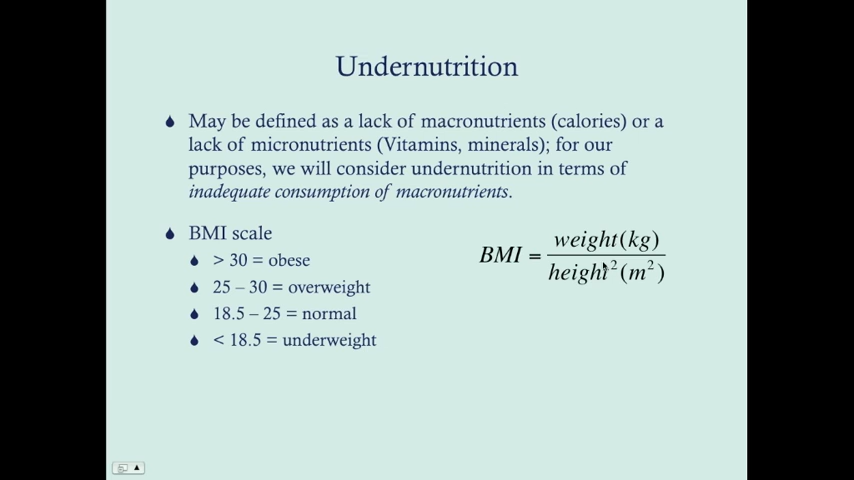 Undernutrition
May be defined as a lack of macronutrients (calories) or a
lack of micronutrients (Vitamins, minerals); for our
purposes, we will consider undernutrition in terms of
inadequate consumption of macronutrients.
BMI scale
> 30 = obese
25 – 30 = overweight
18.5 – 25 = normal
< 18.5 = underweight
BMI = weight(kg) / height²(m²)